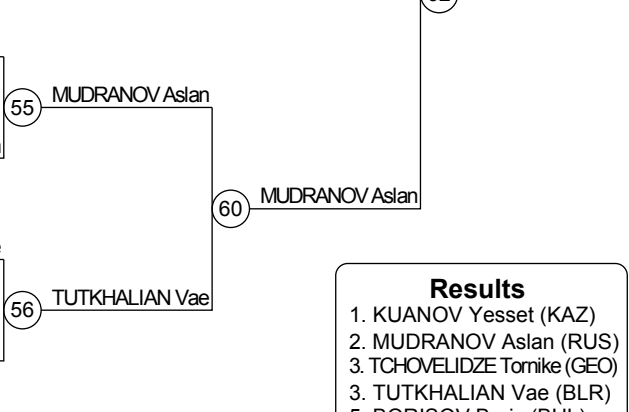 55 MUDRANOV Aslan
60 MUDRANOV Aslan
56 TUTKHALIAN Vae
Results
1. KUANOV Yesset (KAZ)
2. MUDRANOV Aslan (RUS)
3. TCHOVELIDZE Tornike (GEO)
3. TUTKHALIAN Vae (BLR)